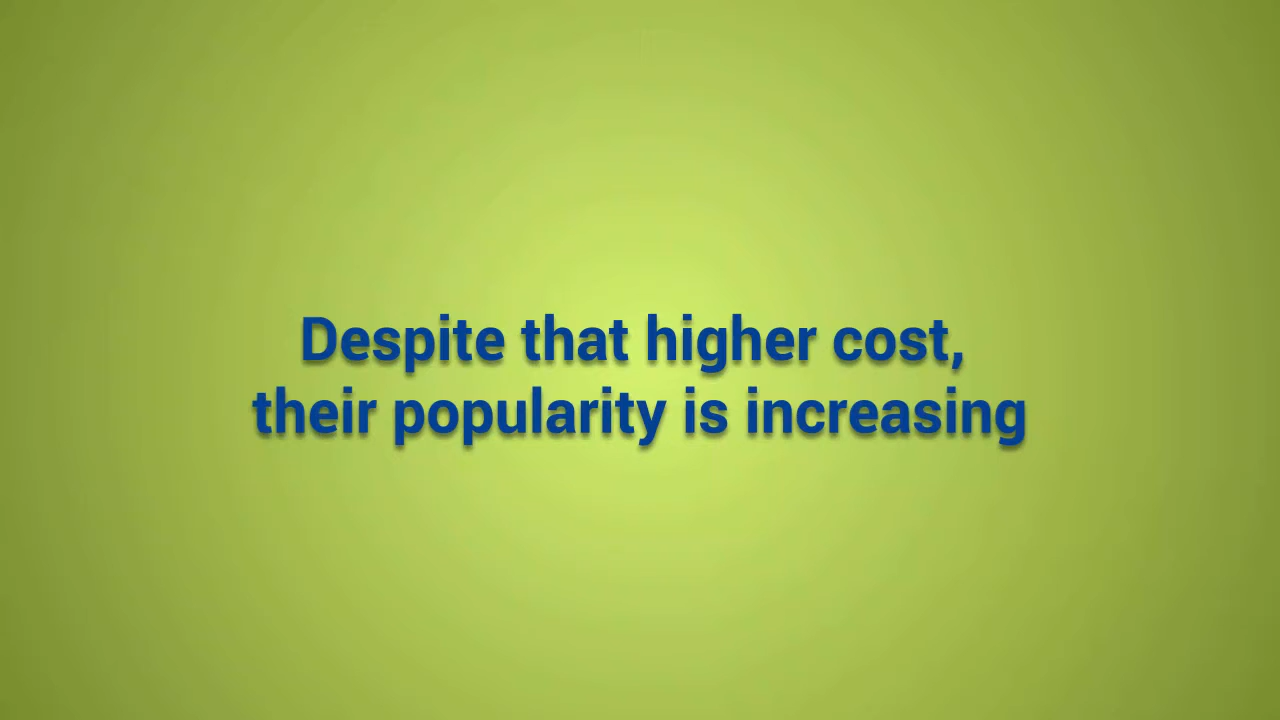 Despite that higher cost,
their popularity is increasing